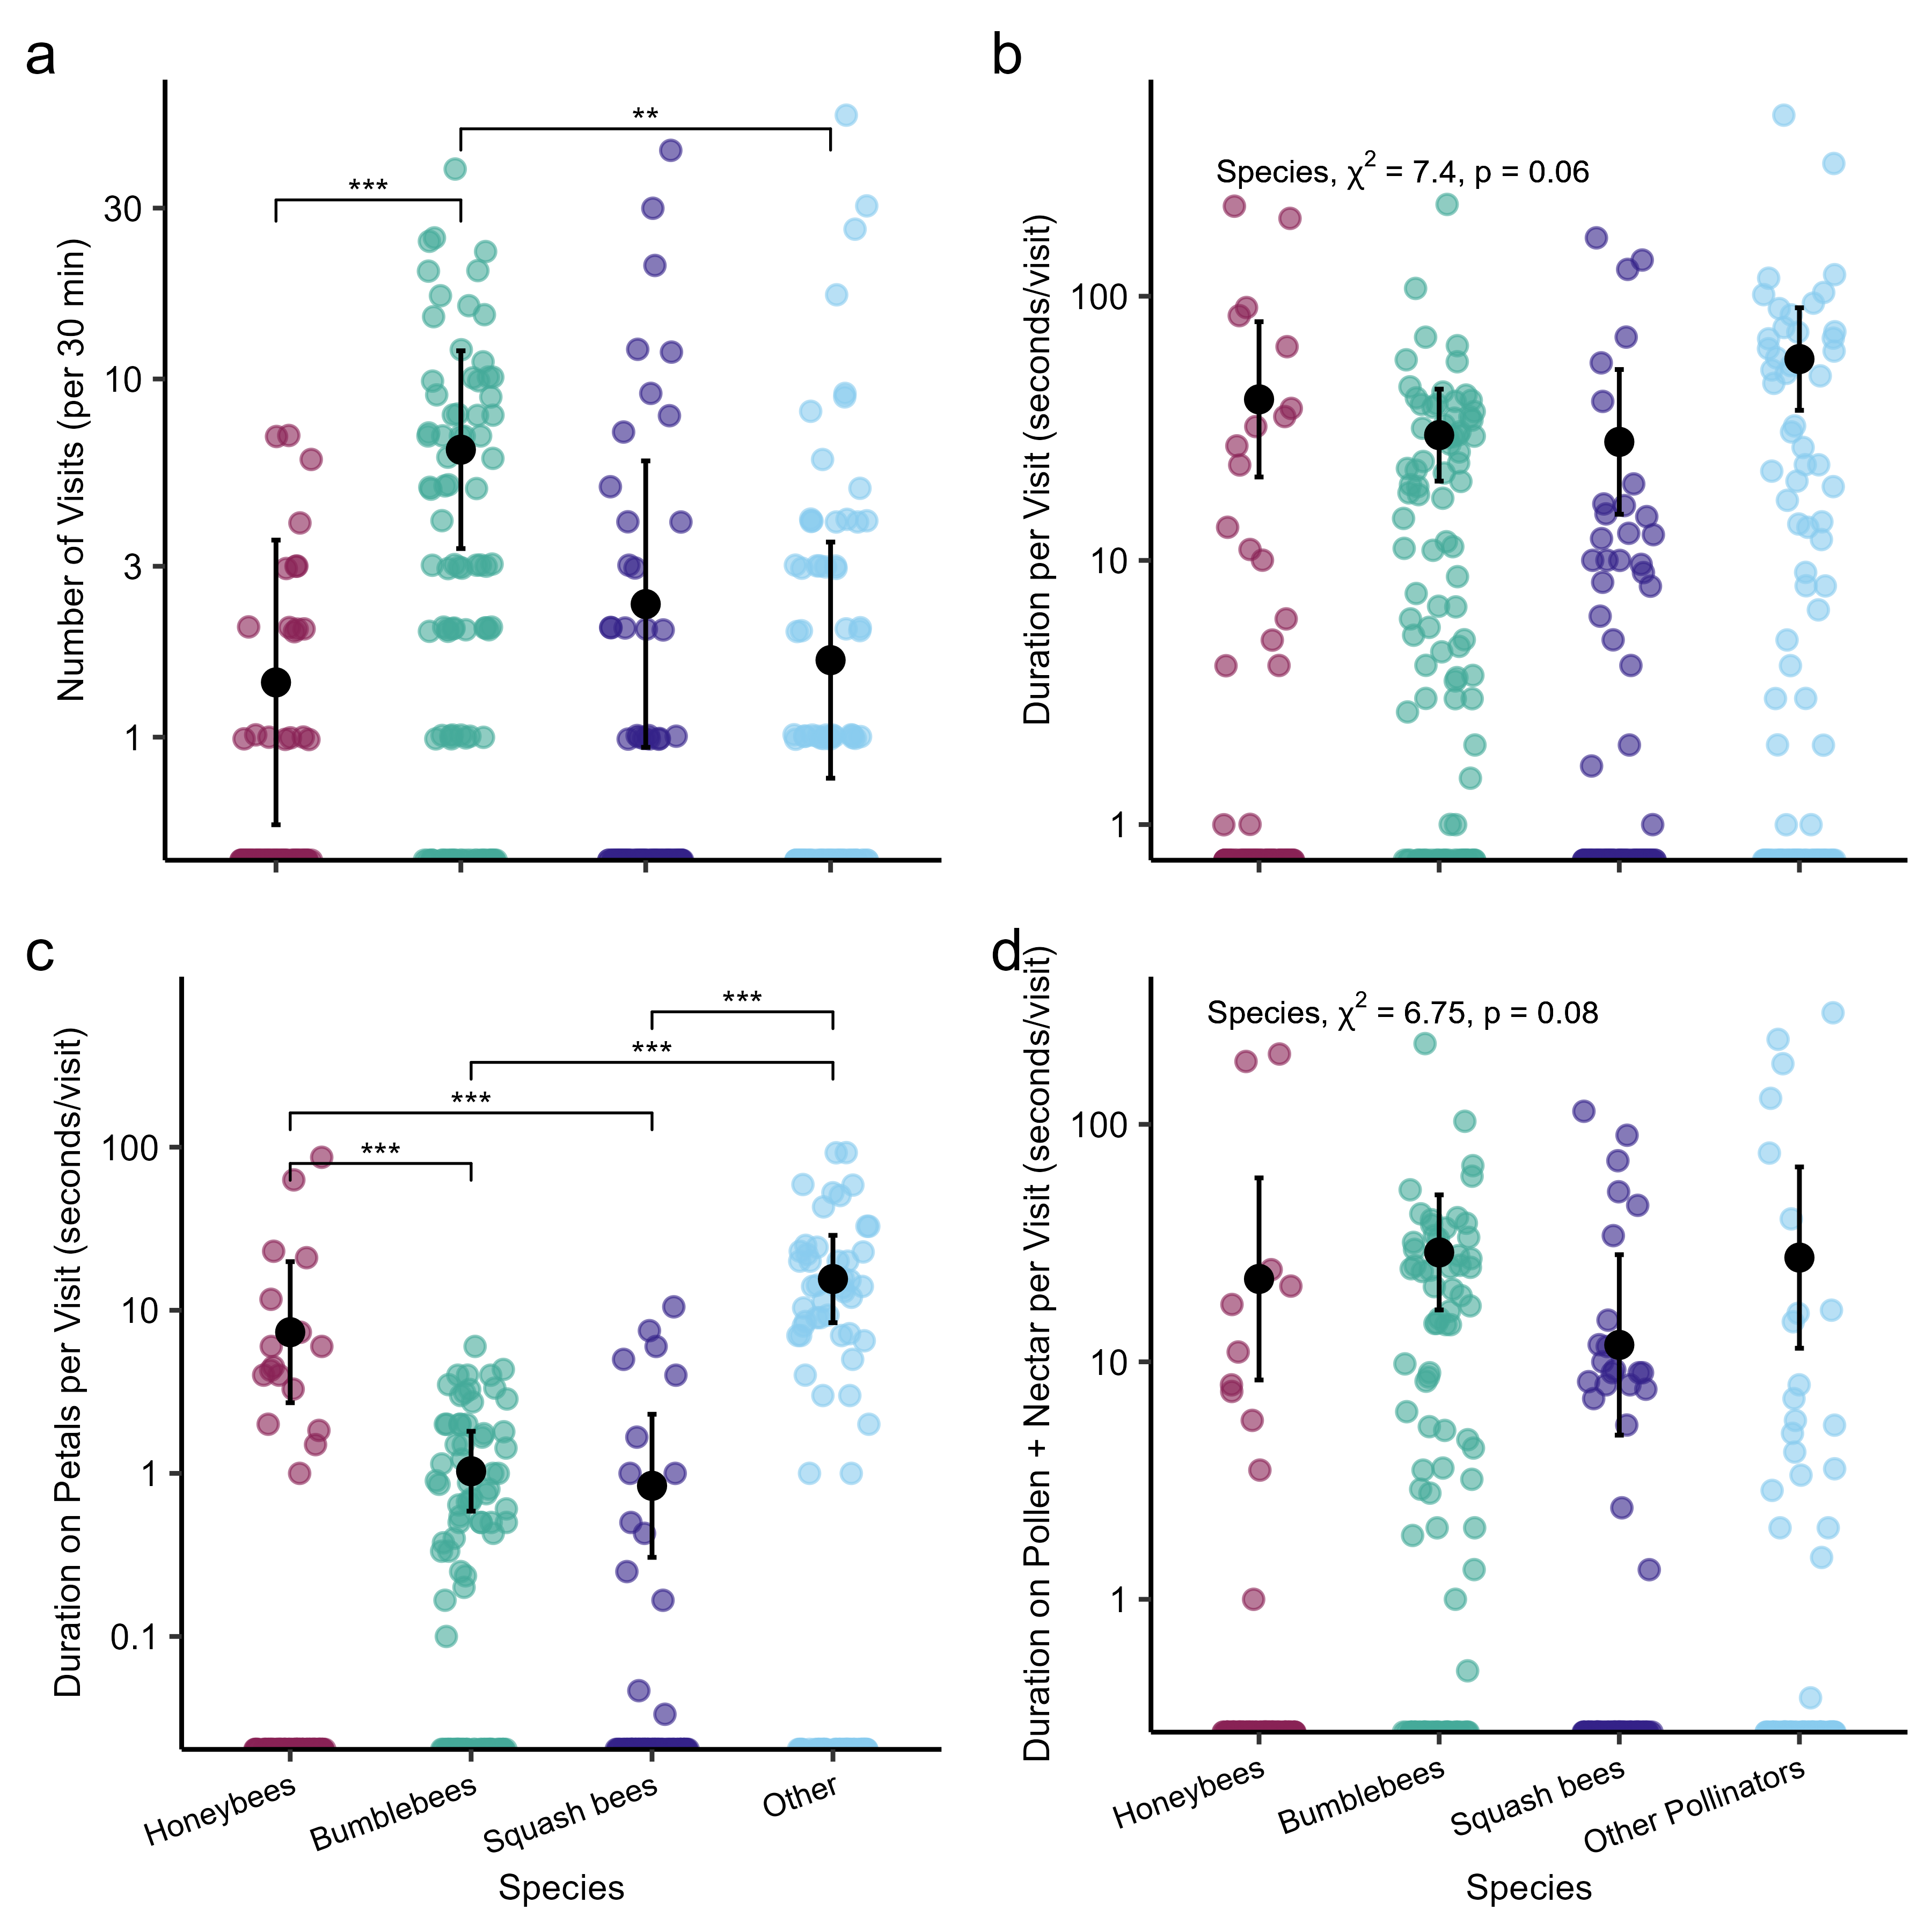 a
Number of Visits (per 30 min)
30
10
3
1
***
**
b
Duration per Visit (seconds/visit)
100
10
1
Species, χ2 = 7.4, p = 0.06
c
Duration on Petals per Visit (seconds/visit)
100
10
1
0.1
***
***
***
***
Honeybees
Bumblebees
Squash bees
Other
Species
d
Duration on Pollen + Nectar per Visit (seconds/visit)
100
10
1
Species, χ2 = 6.75, p = 0.08
Honeybees
Bumblebees
Squash bees
Other Pollinators
Species